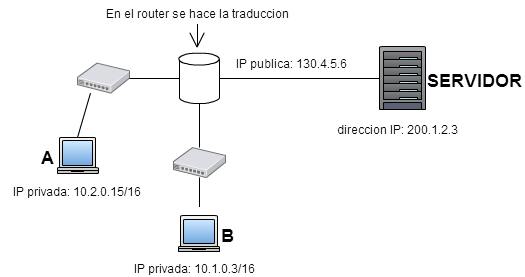 En el router se hace la traduccion
IP publica: 130.4.5.6
SERVIDOR
direccion IP: 200.1.2.3
A
IP privada: 10.2.0.15/16
B
IP privada: 10.1.0.3/16